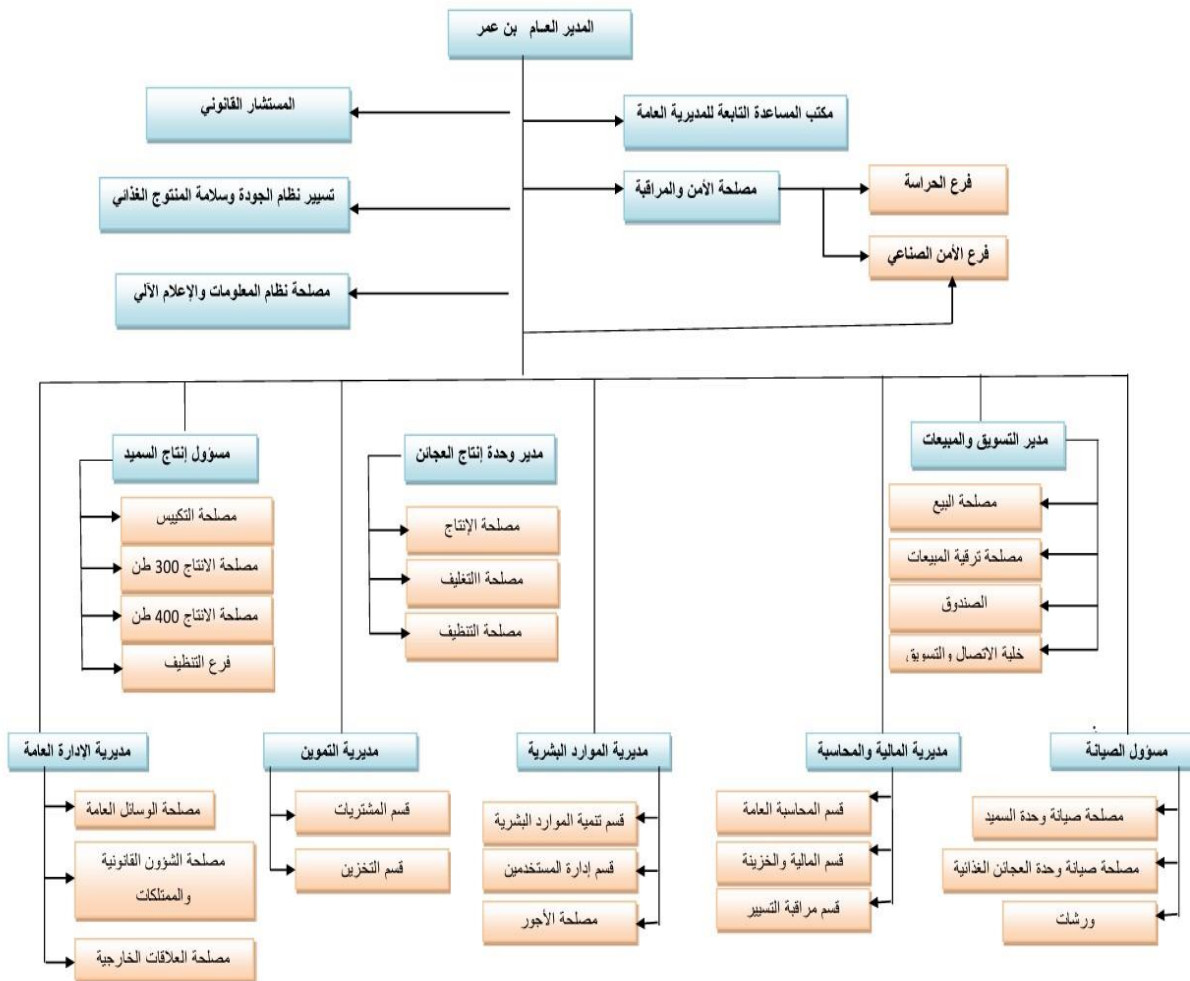 المدير العـام بن عمر
المستشار القانوني
مكتب المساعدة التابعة للمديرية العامة
تسيير نظام الجودة وسلامة المنتوج الغذائي
مصلحة الأمن والمراقبة
فرع الحراسة
فرع الأمن الصناعي
مصلحة نظام المعلومات والإعلام الآلي
مدير التسويق والمبيعات
مصلحة البيع
مصلحة ترقية المبيعات
الصندوق
خلية الاتصال والتسويق
مدير وحدة إنتاج العجائن
مصلحة الإنتاج
مصلحة االتغليف
مصلحة التنظيف
مسؤول إنتاج السميد
مصلحة التكييس
مصلحة الانتاج 300 طن
مصلحة الانتاج 400 طن
فرع التنظيف
مسؤول الصيانة
مصلحة صيانة وحدة السميد
مصلحة صيانة وحدة العجائن الغذائية
ورشات
مديرية المالية والمحاسبة
قسم المحاسبة العامة
قسم المالية والخزينة
قسم مراقبة التسيير
مديرية الموارد البشرية
قسم تنمية الموارد البشرية
قسم إدارة المستخدمين
مصلحة الأجور
مديرية التموين
قسم المشتريات
قسم التخزين
مديرية الإدارة العامة
مصلحة الوسائل العامة
مصلحة الشؤون القانونية
والممتلكات
مصلحة العلاقات الخارجية